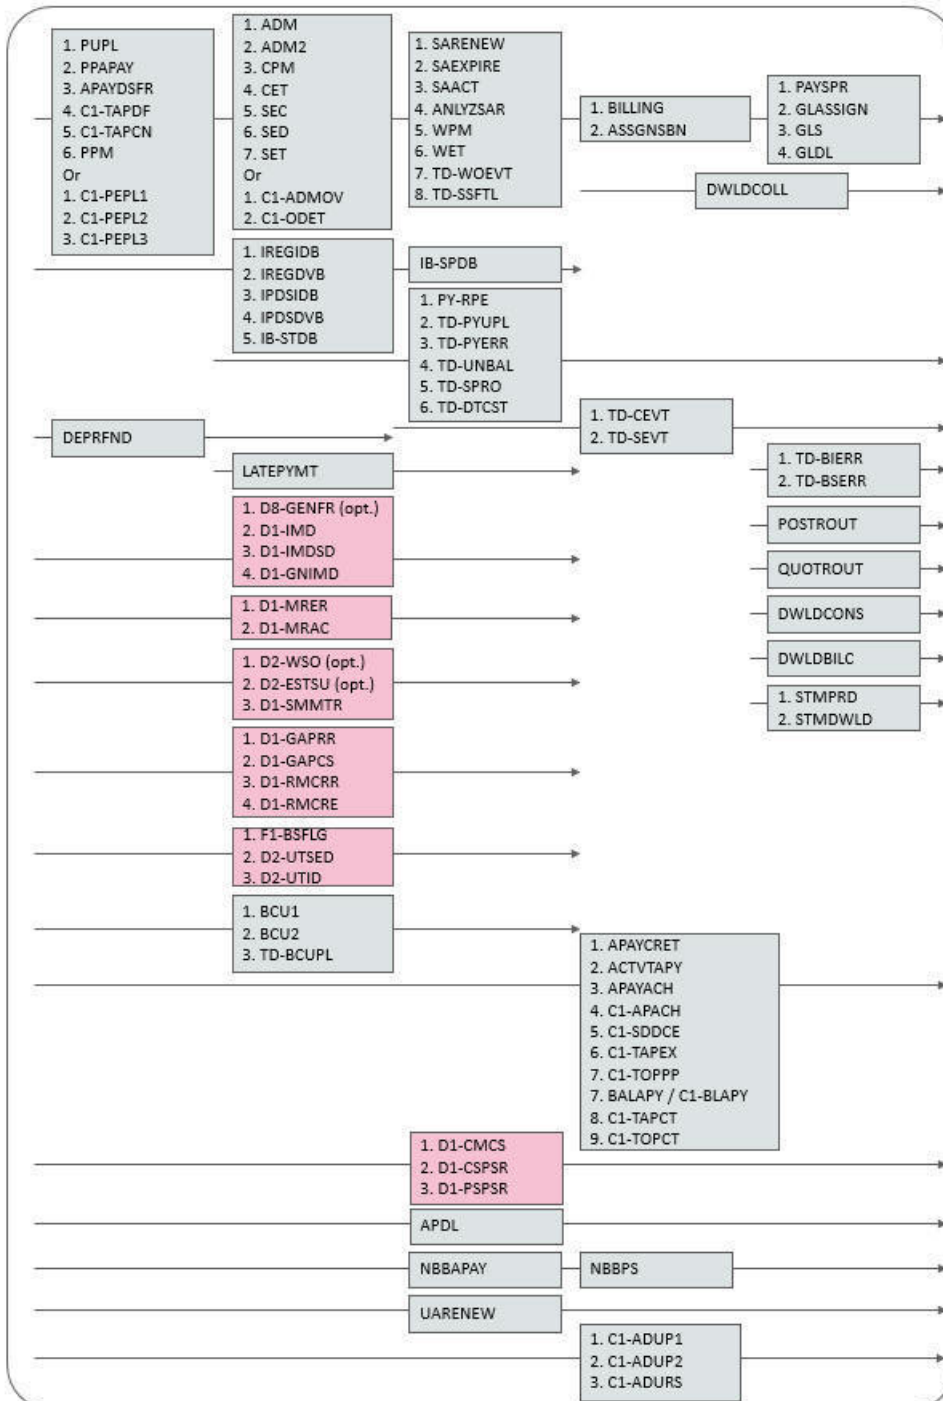 1. PUPL
2. PPAPAY
3. APAYDSFR
4. C1-TAPDF
5. C1-TAPCN
6. PPM
Or
1. C1-PEPL1
2. C1-PEPL2
3. C1-PEPL3
1. ADM
2. ADM2
3. CPM
4. CET
5. SEC
6. SED
7. SET
Or
1. C1-ADMOV
2. C1-ODET
1. SARENEW
2. SAEXPIRE
3. SAACT
4. ANLYZSAR
5. WPM
6. WET
7. TD-WOEVT
8. TD-SSFTL
1. BILLING
2. ASSGNSBN
1. PAYSPR
2. GLASSIGN
3. GLS
4. GLDL
DWLDCOLL
1. IREGIDB
2. IREGDVB
3. IPDSIDB
4. IPDSDVB
5. IB-STDB
IB-SPDB
1. PY-RPE
2. TD-PYUPL
3. TD-PYERR
4. TD-UNBAL
5. TD-SPRO
6. TD-DTCST
DEPRFND
1. TD-CEVT
2. TD-SEVT
LATEPYMT
1. TD-BIERR
2. TD-BSERR
1. D8-GENFR (opt.)
2. D1-IMD
3. D1-IMDSD
4. D1-GNIMD
POSTROUT
QUOTROUT
1. D1-MRER
2. D1-MRAC
DWLDCONS
1. D2-WSO (opt.)
2. D2-ESTSU (opt.)
3. D1-SMMTR
DWLDBILC
1. STMPRD
2. STMDWLD
1. D1-GAPRR
2. D1-GAPCS
3. D1-RMCRR
4. D1-RMCRE
1. F1-BSFLG
2. D2-UTSED
3. D2-UTID
1. BCU1
2. BCU2
3. TD-BCUPL
1. APAYCRET
2. ACTVTAPY
3. APAYACH
4. C1-APACH
5. C1-SDDCE
6. C1-TAPEX
7. C1-TOPPP
7. BALAPY / C1-BLAPY
8. C1-TAPCT
9. C1-TOPCT
1. D1-CMCS
2. D1-CSPSR
3. D1-PSPSR
APDL
NBBAPAY
NBBPS
UARENEW
1. C1-ADUP1
2. C1-ADUP2
3. C1-ADURS